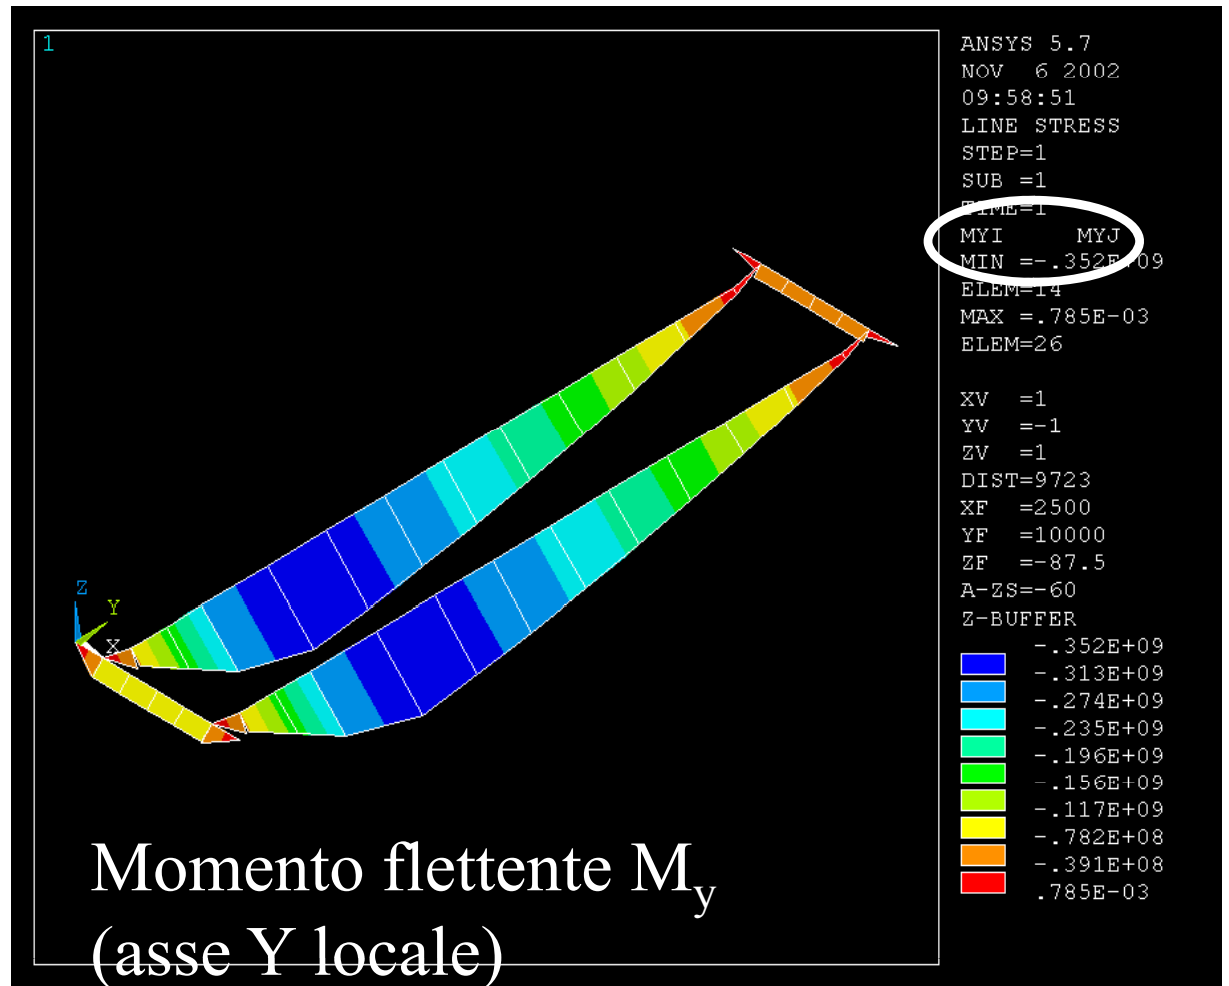 1
ANSYS 5.7
NOV 6 2002
09:58:51
LINE STRESS
STEP=1
SUB =1
TIME=1
MYI MYJ
MIN =-.352E+09
ELEM=14
MAX =.785E-03
ELEM=26
XV =1
YV =-1
ZV =1
DIST=9723
XF =2500
YF =10000
ZF =-87.5
A-ZS=-60
Z-BUFFER
-.352E+09
-.313E+09
-.274E+09
-.235E+09
-.196E+09
-.156E+09
-.117E+09
-.782E+08
-.391E+08
.785E-03
Z
Y
X
Momento flettente My
(asse Y locale)